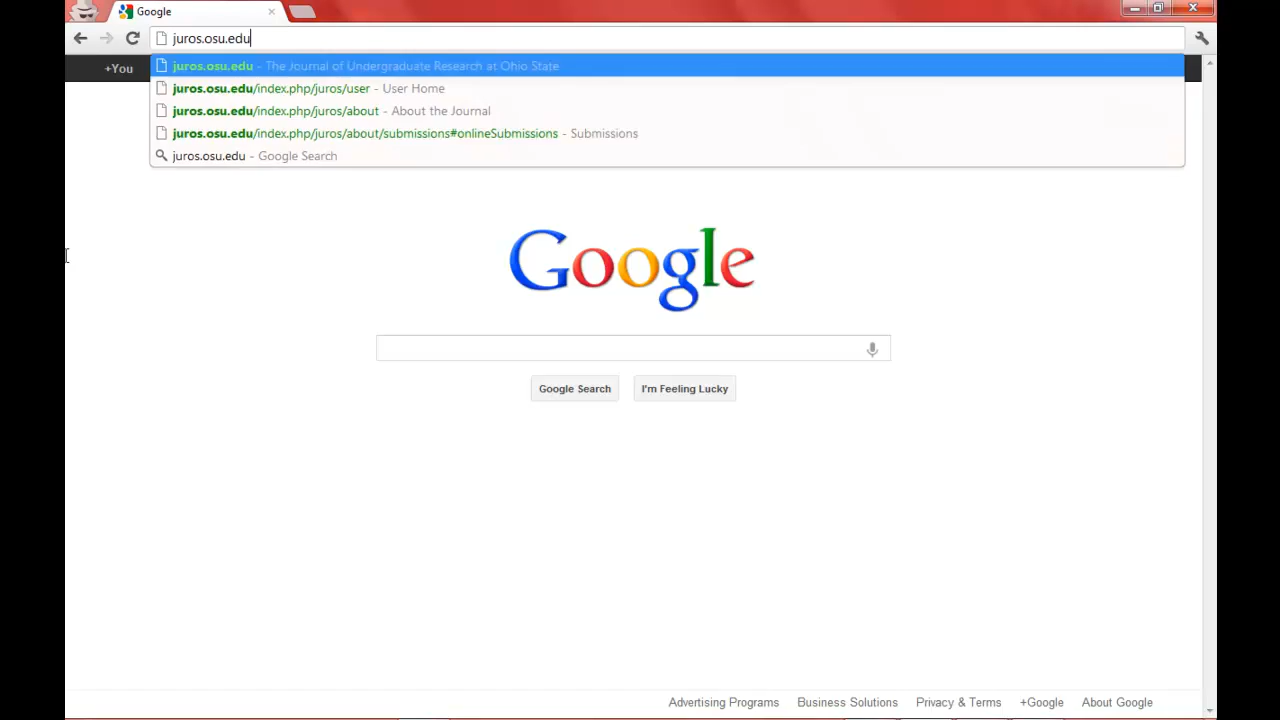 Google
juros.osu.edu
+You
juros.osu.edu - The Journal of Undergraduate Research at Ohio State
juros.osu.edu/index.php/juros/user - User Home
juros.osu.edu/index.php/juros/about - About the Journal
juros.osu.edu/index.php/juros/about/submissions#onlineSubmissions - Submissions
juros.osu.edu - Google Search
Google
Google Search I'm Feeling Lucky
Advertising Programs Business Solutions Privacy & Terms +Google About Google